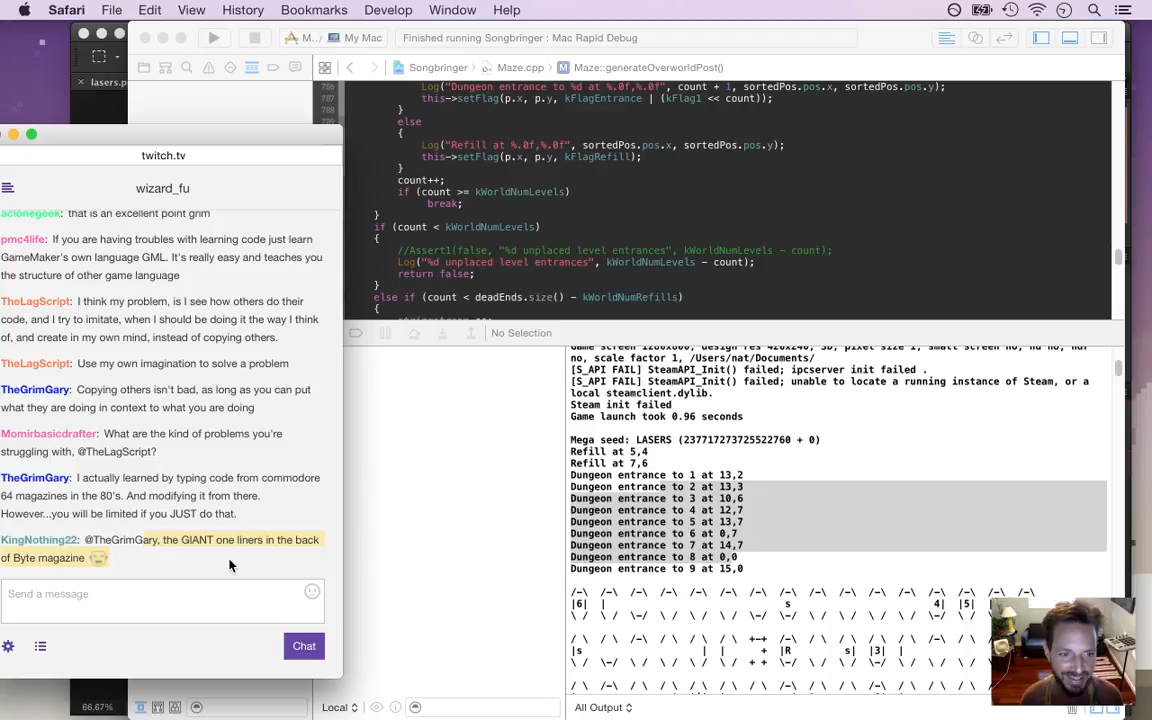 Safari File Edit View History Bookmarks Develop Window Help
M... My Mac Finished running Songbringer : Mac Rapid Debug
lasers.p
Songbringer Maze.cpp M Maze::generateOverworldPost()
786 Log("Dungeon entrance to %d at %.0f,%.0f", count + 1, sortedPos.pos.x, sortedPos.pos.y);
787 this->setFlag(p.x, p.y, kFlagEntrance | (kFlag1 << count));
788 }
else
{
Log("Refill at %.0f,%.0f", sortedPos.pos.x, sortedPos.pos.y);
this->setFlag(p.x, p.y, kFlagRefill);
}
count++;
if (count >= kWorldNumLevels)
break;
}
if (count < kWorldNumLevels)
{
//Assert1(false, "%d unplaced level entrances", kWorldNumLevels - count);
Log("%d unplaced level entrances", kWorldNumLevels - count);
return false;
}
else if (count < deadEnds.size() - kWorldNumRefills)
{
No Selection
twitch.tv
wizard_fu
aclonegeek: that is an excellent point grim
pmc4life: If you are having troubles with learning code just learn
GameMaker's own language GML. It's really easy and teaches you
the structure of other game language
TheLagScript: I think my problem, is I see how others do their
code, and I try to imitate, when I should be doing it the way I think
of, and create in my own mind, instead of copying others.
TheLagScript: Use my own imagination to solve a problem
TheGrimGary: Copying others isn't bad, as long as you can put
what they are doing in context to what you are doing
Momirbasicdrafter: What are the kind of problems you're
struggling with, @TheLagScript?
TheGrimGary: I actually learned by typing code from commodore
64 magazines in the 80's. And modifying it from there.
However...you will be limited if you JUST do that.
KingNothing22: @TheGrimGary, the GIANT one liners in the back
of Byte magazine
Send a message
Chat
no, scale factor 1, /Users/nat/Documents/
[S_API FAIL] SteamAPI_Init() failed; ipcserver init failed .
[S_API FAIL] SteamAPI_Init() failed; unable to locate a running instance of Steam, or a
local steamclient.dylib.
Steam init failed
Game launch took 0.96 seconds
Mega seed: LASERS (237717273725522760 + 0)
Refill at 5,4
Refill at 7,6
Dungeon entrance to 1 at 13,2
Dungeon entrance to 2 at 13,3
Dungeon entrance to 3 at 10,6
Dungeon entrance to 4 at 12,7
Dungeon entrance to 5 at 13,7
Dungeon entrance to 6 at 0,7
Dungeon entrance to 7 at 14,7
Dungeon entrance to 8 at 0,0
Dungeon entrance to 9 at 15,0
|6| | s 4| |5|
|s | | + |R s| |3| |
66.67% Local All Output